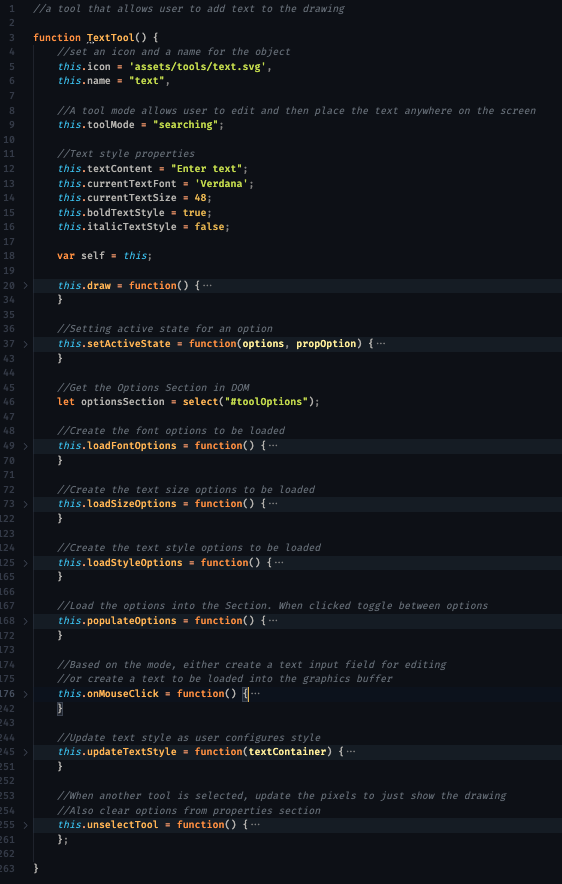 1 //a tool that allows user to add text to the drawing
2
3 function TextTool() {
4 //set an icon and a name for the object
5 this.icon = 'assets/tools/text.svg',
6 this.name = "text",
7
8 //A tool mode allows user to edit and then place the text anywhere on the screen
9 this.toolMode = "searching";
10
11 //Text style properties
12 this.textContent = "Enter text";
13 this.currentTextFont = 'Verdana';
14 this.currentTextSize = 48;
15 this.boldTextStyle = true;
16 this.italicTextStyle = false;
17
18 var self = this;
19
20 > this.draw = function() { ···
34 }
35
36 //Setting active state for an option
37 > this.setActiveState = function(options, propOption) { ···
43 }
44
45 //Get the Options Section in DOM
46 let optionsSection = select("#toolOptions");
47
48 //Create the font options to be loaded
49 > this.loadFontOptions = function() { ···
70 }
71
72 //Create the text size options to be loaded
73 > this.loadSizeOptions = function() { ···
122 }
123
124 //Create the text style options to be loaded
125 > this.loadStyleOptions = function() { ···
165 }
166
167 //Load the options into the Section. When clicked toggle between options
168 > this.populateOptions = function() { ···
172 }
173
174 //Based on the mode, either create a text input field for editing
175 //or create a text to be loaded into the graphics buffer
176 > this.onMouseClick = function() { ···
242 }
243
244 //Update text style as user configures style
245 > this.updateTextStyle = function(textContainer) { ···
251 }
252
253 //When another tool is selected, update the pixels to just show the drawing
254 //Also clear options from properties section
255 > this.unselectTool = function() { ···
261 };
262
263 }